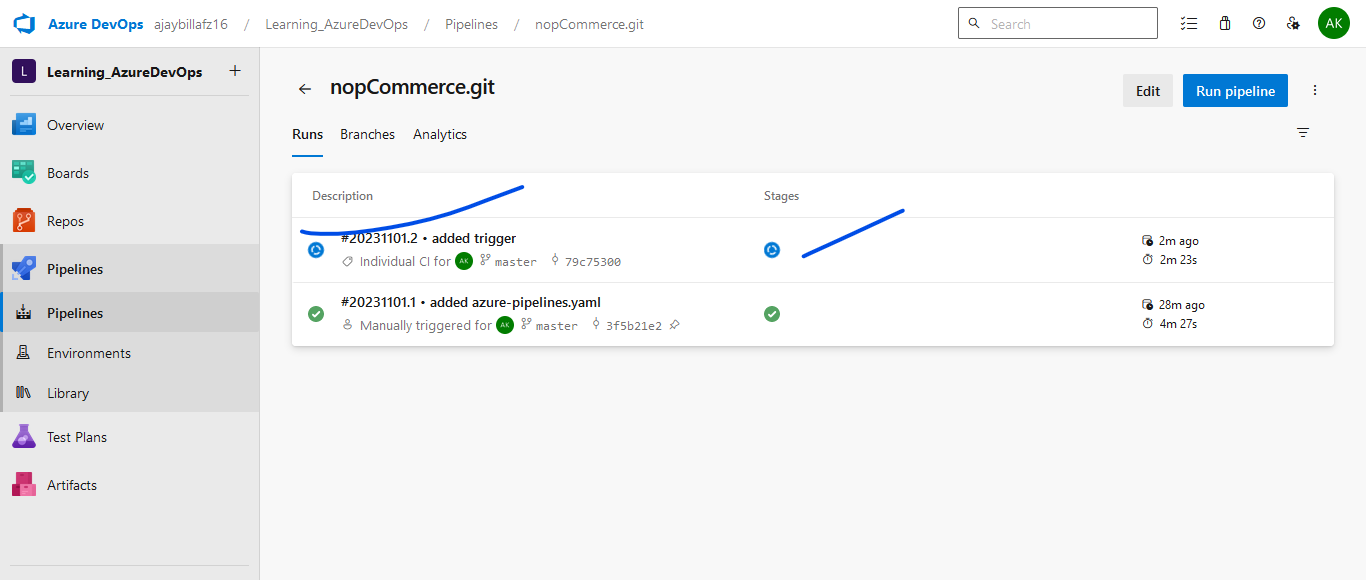 Azure DevOps ajaybillafz16 / Learning_AzureDevOps / Pipelines / nopCommerce.git Search AK
L Learning_AzureDevOps +
nopCommerce.git Edit Run pipeline
Overview
Runs Branches Analytics
Boards
Description Stages
Repos
#20231101.2 • added trigger 2m ago
Individual CI for AK master 79c75300 2m 23s
Pipelines
#20231101.1 • added azure-pipelines.yaml 28m ago
Pipelines
Manually triggered for AK master 3f5b21e2 4m 27s
Environments
Library
Test Plans
Artifacts